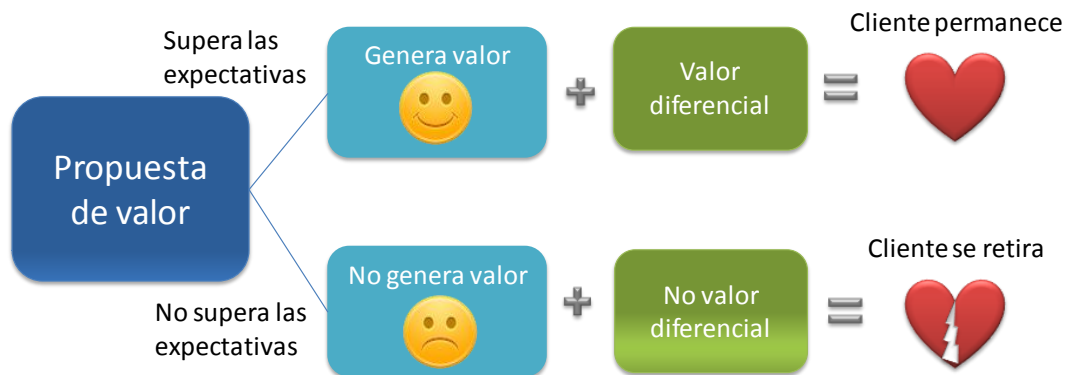 Supera las
expectativas
Genera valor
Valor
diferencial
Cliente permanece
Propuesta
de valor
No supera las
expectativas
No genera valor
No valor
diferencial
Cliente se retira